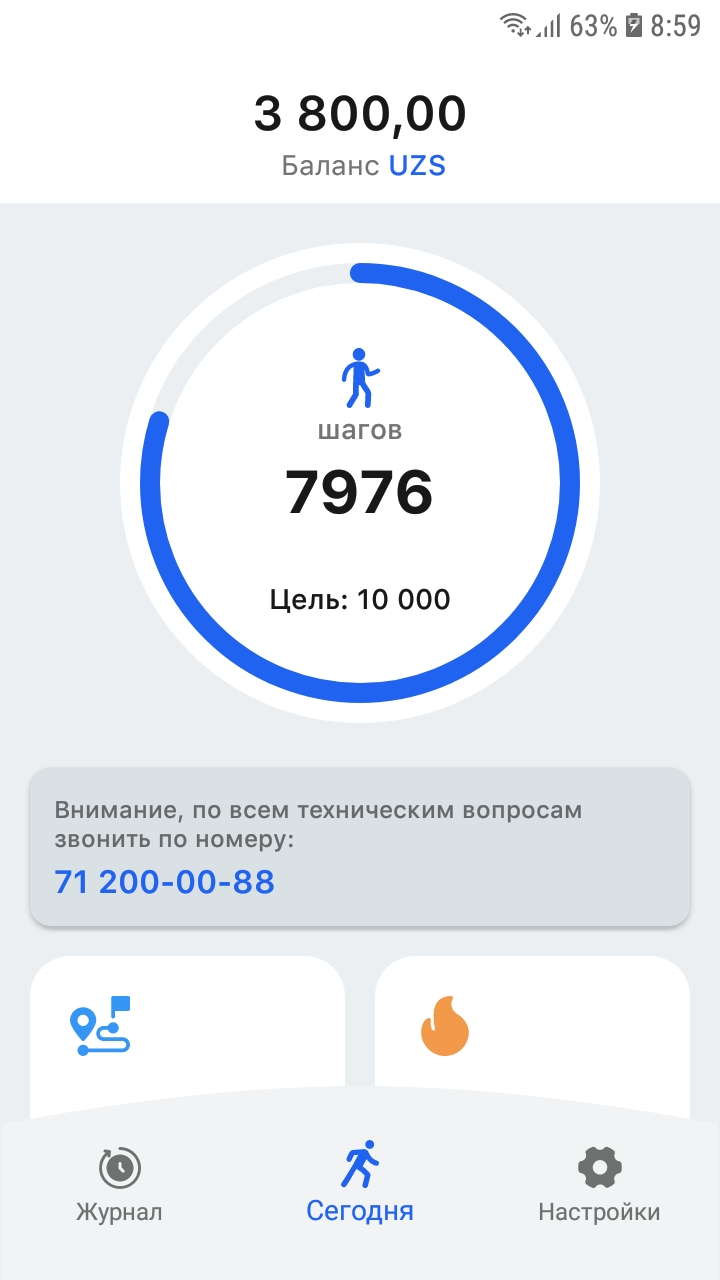 63% 8:59
3 800,00
Баланс UZS
шагов
7976
Цель: 10 000
Внимание, по всем техническим вопросам
звонить по номеру:
71 200-00-88
Журнал Сегодня Настройки